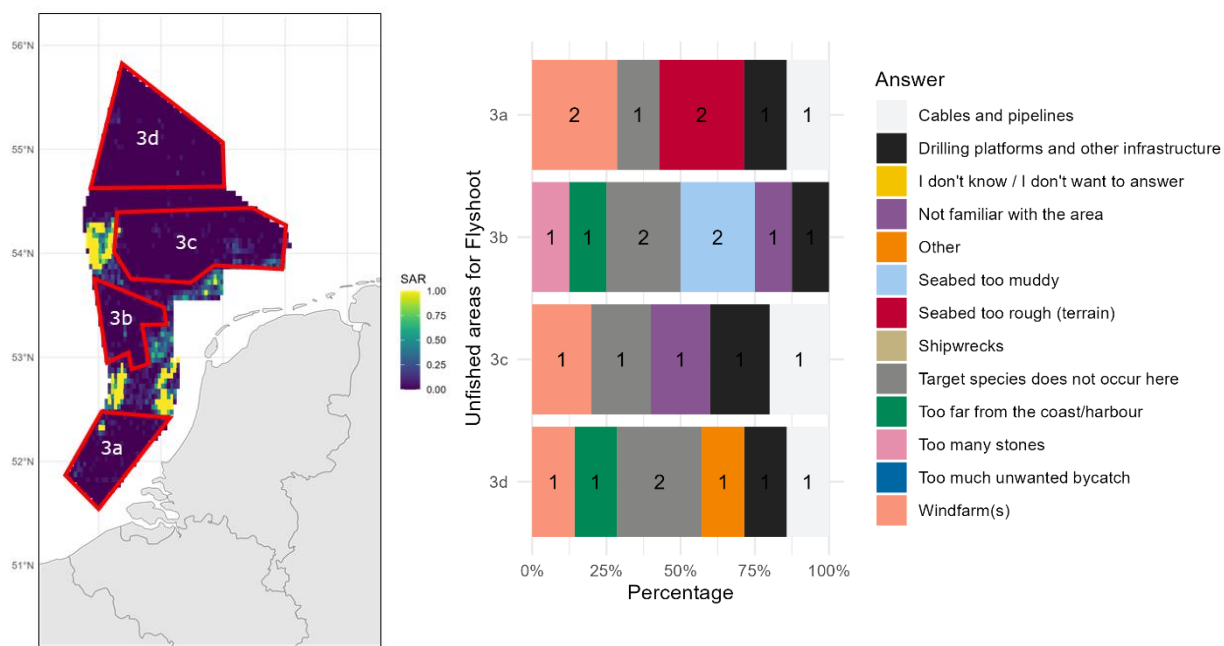 56°N
55°N
54°N
53°N
52°N
51°N
3d
3c
3b
3a
SAR
1.00
0.75
0.50
0.25
0.00
Unfished areas for Flyshoot
3a
2
1
2
1
1
3b
1
1
2
2
1
1
3c
1
1
1
1
1
3d
1
1
2
1
1
1
0%
25%
50%
75%
100%
Percentage
Answer
Cables and pipelines
Drilling platforms and other infrastructure
I don't know / I don't want to answer
Not familiar with the area
Other
Seabed too muddy
Seabed too rough (terrain)
Shipwrecks
Target species does not occur here
Too far from the coast/harbour
Too many stones
Too much unwanted bycatch
Windfarm(s)